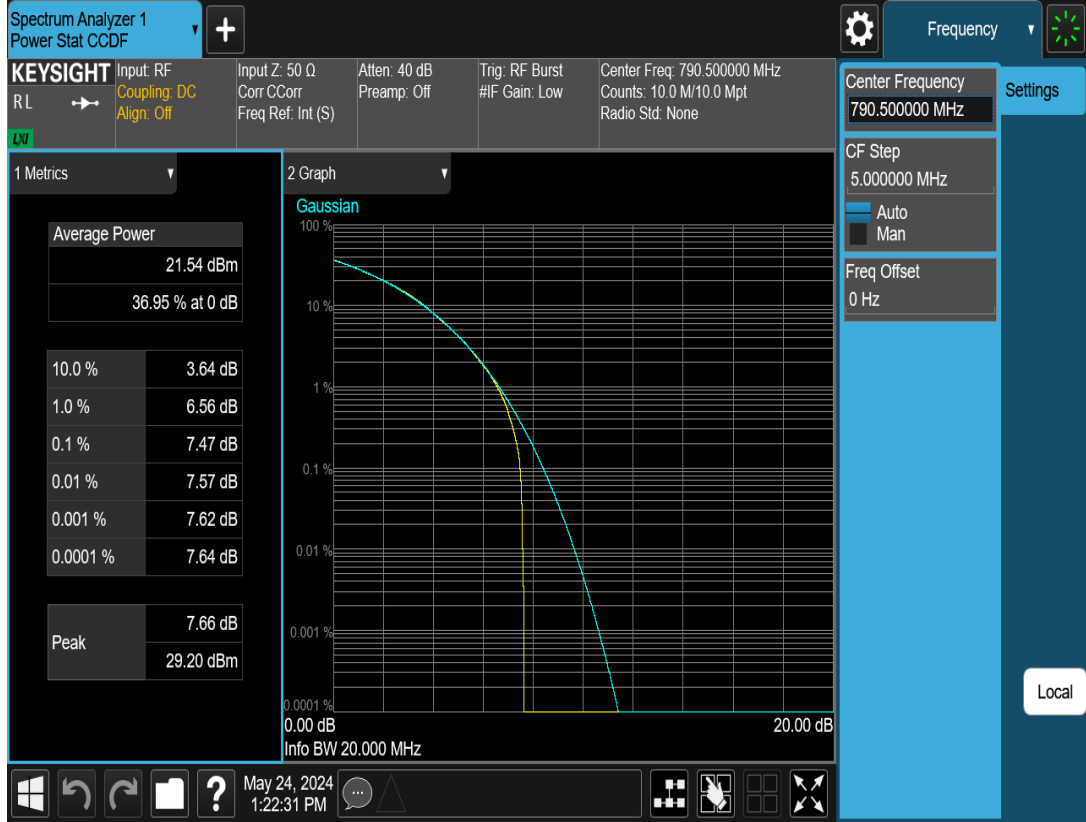 Spectrum Analyzer 1
Power Stat CCDF
+
Frequency
KEYSIGHT
RL
LXI
Input: RF
Coupling: DC
Align: Off
Input Z: 50 Ω
Corr CCorr
Freq Ref: Int (S)
Atten: 40 dB
Preamp: Off
Trig: RF Burst
#IF Gain: Low
Center Freq: 790.500000 MHz
Counts: 10.0 M/10.0 Mpt
Radio Std: None
Center Frequency
790.500000 MHz
Settings
CF Step
5.000000 MHz
Auto
Man
Freq Offset
0 Hz
1 Metrics
Average Power
21.54 dBm
36.95 % at 0 dB
10.0 % 3.64 dB
1.0 % 6.56 dB
0.1 % 7.47 dB
0.01 % 7.57 dB
0.001 % 7.62 dB
0.0001 % 7.64 dB
Peak
7.66 dB
29.20 dBm
2 Graph
Gaussian
100 %
10 %
1 %
0.1 %
0.01 %
0.001 %
0.0001 %
0.00 dB 20.00 dB
Info BW 20.000 MHz
Local
?
May 24, 2024
1:22:31 PM